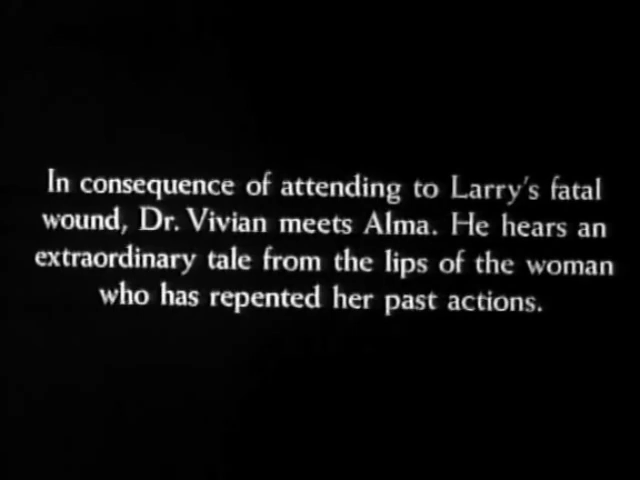 In consequence of attending to Larry's fatal
wound, Dr. Vivian meets Alma. He hears an
extraordinary tale from the lips of the woman
who has repented her past actions.